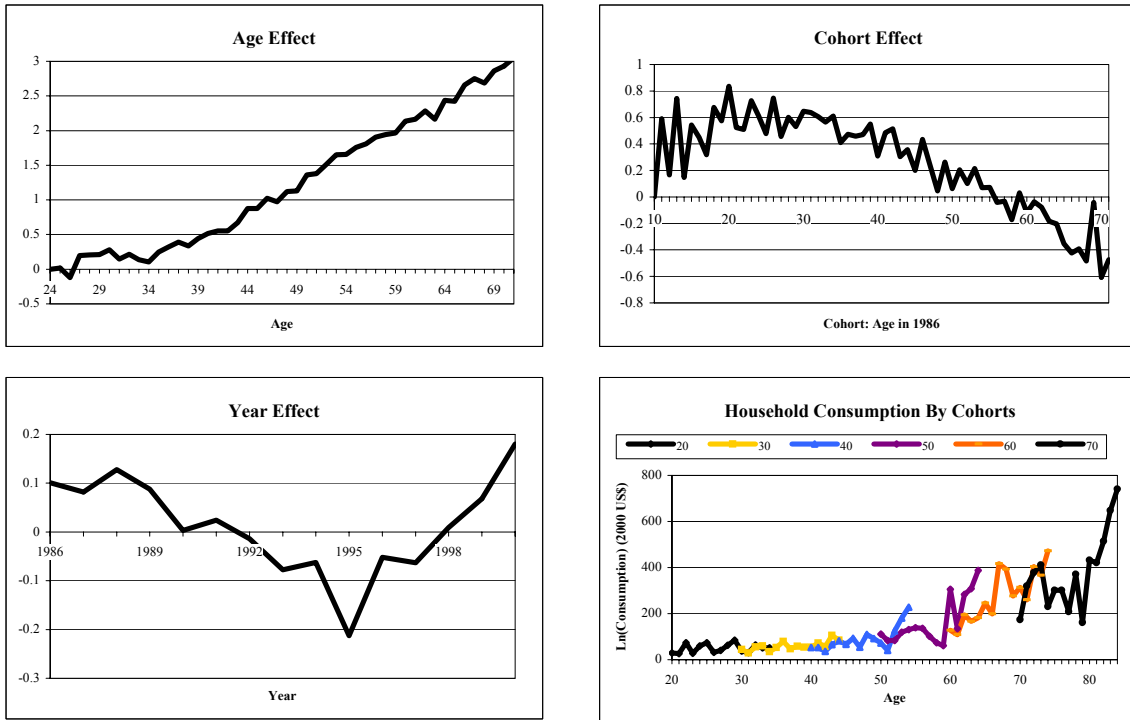 Age Effect
3
2.5
2
1.5
1
0.5
0
-0.5
24 29 34 39 44 49 54 59 64 69
Age
Cohort Effect
1
0.8
0.6
0.4
0.2
0
-0.2
-0.4
-0.6
-0.8
10 20 30 40 50 60 70
Cohort: Age in 1986
Year Effect
0.2
0.1
0
-0.1
-0.2
-0.3
1986 1989 1992 1995 1998
Year
Household Consumption By Cohorts
20 30 40 50 60 70
Ln(Consumption) (2000 US$)
800
600
400
200
0
20 30 40 50 60 70 80
Age